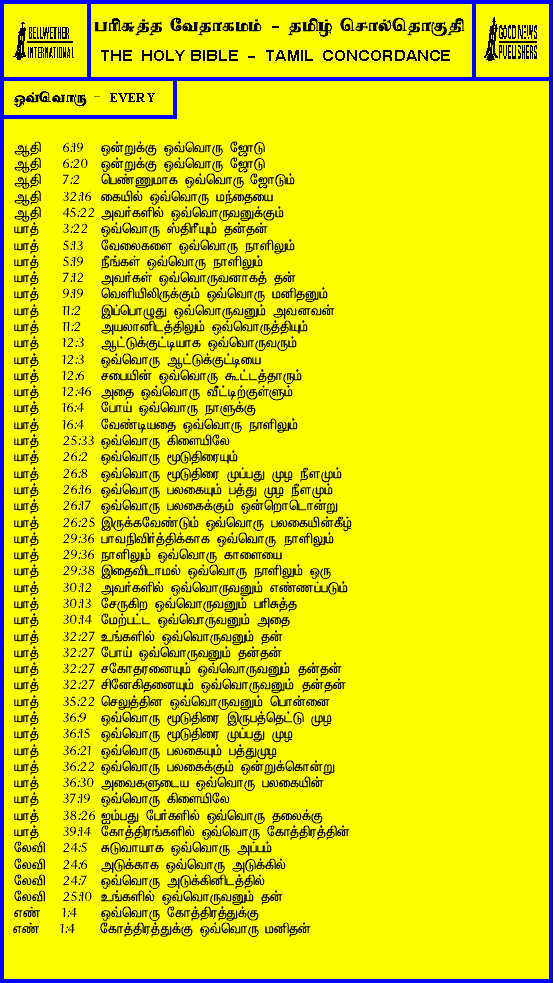 BELLWETHER
INTERNATIONAL
பரிசுத்த வேதாகமம் - தமிழ் சொல்தொகுதி
THE HOLY BIBLE - TAMIL CONCORDANCE
GOOD NEWS
PUBLISHERS
ஒவ்வொரு - EVERY
ஆதி 6:19 ஒன்றுக்கு ஒவ்வொரு ஜோடு
ஆதி 6:20 ஒன்றுக்கு ஒவ்வொரு ஜோடு
ஆதி 7:2 பெண்ணுமாக ஒவ்வொரு ஜோடும்
ஆதி 32:16 கையில் ஒவ்வொரு மந்தையை
ஆதி 45:22 அவர்களில் ஒவ்வொருவனுக்கும்
யாத் 3:22 ஒவ்வொரு ஸ்திரீயும் தன்தன்
யாத் 5:13 வேலைகளை ஒவ்வொரு நாளிலும்
யாத் 5:19 நீங்கள் ஒவ்வொரு நாளிலும்
யாத் 7:12 அவர்கள் ஒவ்வொருவனாகத் தன்
யாத் 9:19 வெளியிலிருக்கும் ஒவ்வொரு மனிதனும்
யாத் 11:2 இப்பொழுது ஒவ்வொருவனும் அவனவன்
யாத் 11:2 அயலானிடத்திலும் ஒவ்வொருத்தியும்
யாத் 12:3 ஆட்டுக்குட்டியாக ஒவ்வொருவரும்
யாத் 12:3 ஒவ்வொரு ஆட்டுக்குட்டியை
யாத் 12:6 சபையின் ஒவ்வொரு கூட்டத்தாரும்
யாத் 12:46 அதை ஒவ்வொரு வீட்டிற்குள்ளும்
யாத் 16:4 போய் ஒவ்வொரு நாளுக்கு
யாத் 16:4 வேண்டியதை ஒவ்வொரு நாளிலும்
யாத் 25:33 ஒவ்வொரு கிளையிலே
யாத் 26:2 ஒவ்வொரு மூடுதிரையும்
யாத் 26:8 ஒவ்வொரு மூடுதிரை முப்பது முழ நீளமும்
யாத் 26:16 ஒவ்வொரு பலகையும் பத்து முழ நீளமும்
யாத் 26:17 ஒவ்வொரு பலகைக்கும் ஒன்றொடொன்று
யாத் 26:25 இருக்கவேண்டும் ஒவ்வொரு பலகையின்கீழ்
யாத் 29:36 பாவநிவிர்த்திக்காக ஒவ்வொரு நாளிலும்
யாத் 29:36 நாளிலும் ஒவ்வொரு காளையை
யாத் 29:38 இதைவிடாமல் ஒவ்வொரு நாளிலும் ஒரு
யாத் 30:12 அவர்களில் ஒவ்வொருவனும் எண்ணப்படும்
யாத் 30:13 சேருகிற ஒவ்வொருவனும் பரிசுத்த
யாத் 30:14 மேற்பட்ட ஒவ்வொருவனும் அதை
யாத் 32:27 உங்களில் ஒவ்வொருவனும் தன்
யாத் 32:27 போய் ஒவ்வொருவனும் தன்தன்
யாத் 32:27 சகோதரனையும் ஒவ்வொருவனும் தன்தன்
யாத் 32:27 சினேகிதனையும் ஒவ்வொருவனும் தன்தன்
யாத் 35:22 செலுத்தின ஒவ்வொருவனும் பொன்னை
யாத் 36:9 ஒவ்வொரு மூடுதிரை இருபத்தெட்டு முழ
யாத் 36:15 ஒவ்வொரு மூடுதிரை முப்பது முழ
யாத் 36:21 ஒவ்வொரு பலகையும் பத்துமுழ
யாத் 36:22 ஒவ்வொரு பலகைக்கும் ஒன்றுக்கொன்று
யாத் 36:30 அவைகளுடைய ஒவ்வொரு பலகையின்
யாத் 37:19 ஒவ்வொரு கிளையிலே
யாத் 38:26 ஐம்பது பேர்களில் ஒவ்வொரு தலைக்கு
யாத் 39:14 கோத்திரங்களில் ஒவ்வொரு கோத்திரத்தின்
லேவி 24:5 சுடுவாயாக ஒவ்வொரு அப்பம்
லேவி 24:6 அடுக்காக ஒவ்வொரு அடுக்கில்
லேவி 24:7 ஒவ்வொரு அடுக்கினிடத்தில்
லேவி 25:10 உங்களில் ஒவ்வொருவனும் தன்
எண் 1:4 ஒவ்வொரு கோத்திரத்துக்கு
எண் 1:4 கோத்திரத்துக்கு ஒவ்வொரு மனிதன்